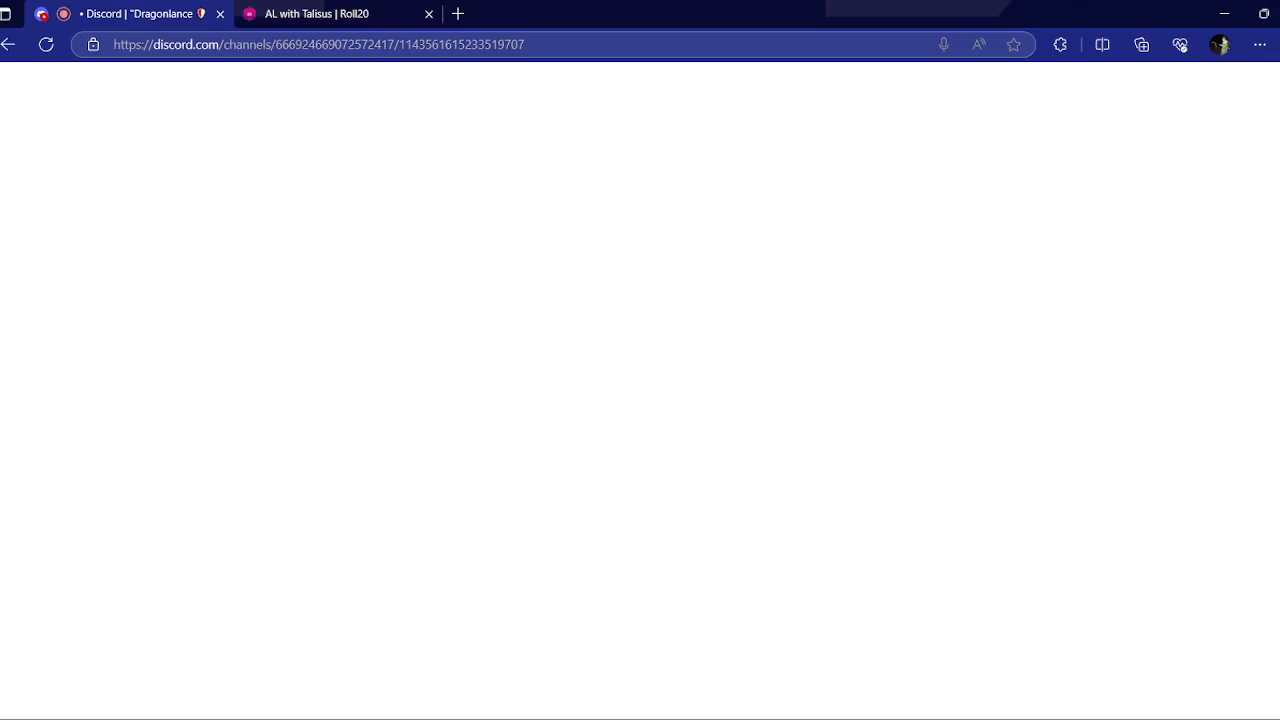 • Discord | "Dragonlance
AL with Talisus | Roll20
https://discord.com/channels/666924669072572417/1143561615233519707